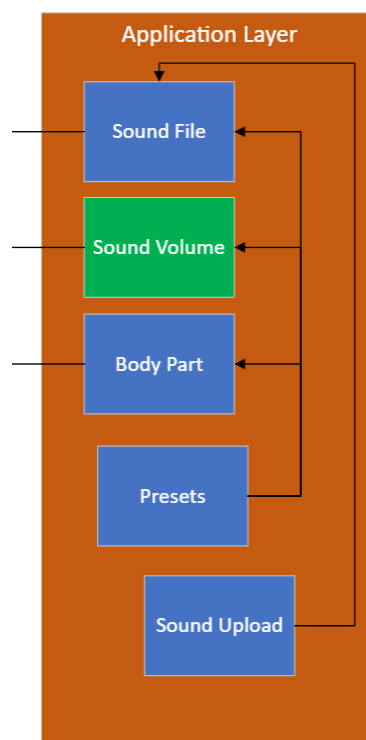 Application Layer
Sound File
Sound Volume
Body Part
Presets
Sound Upload